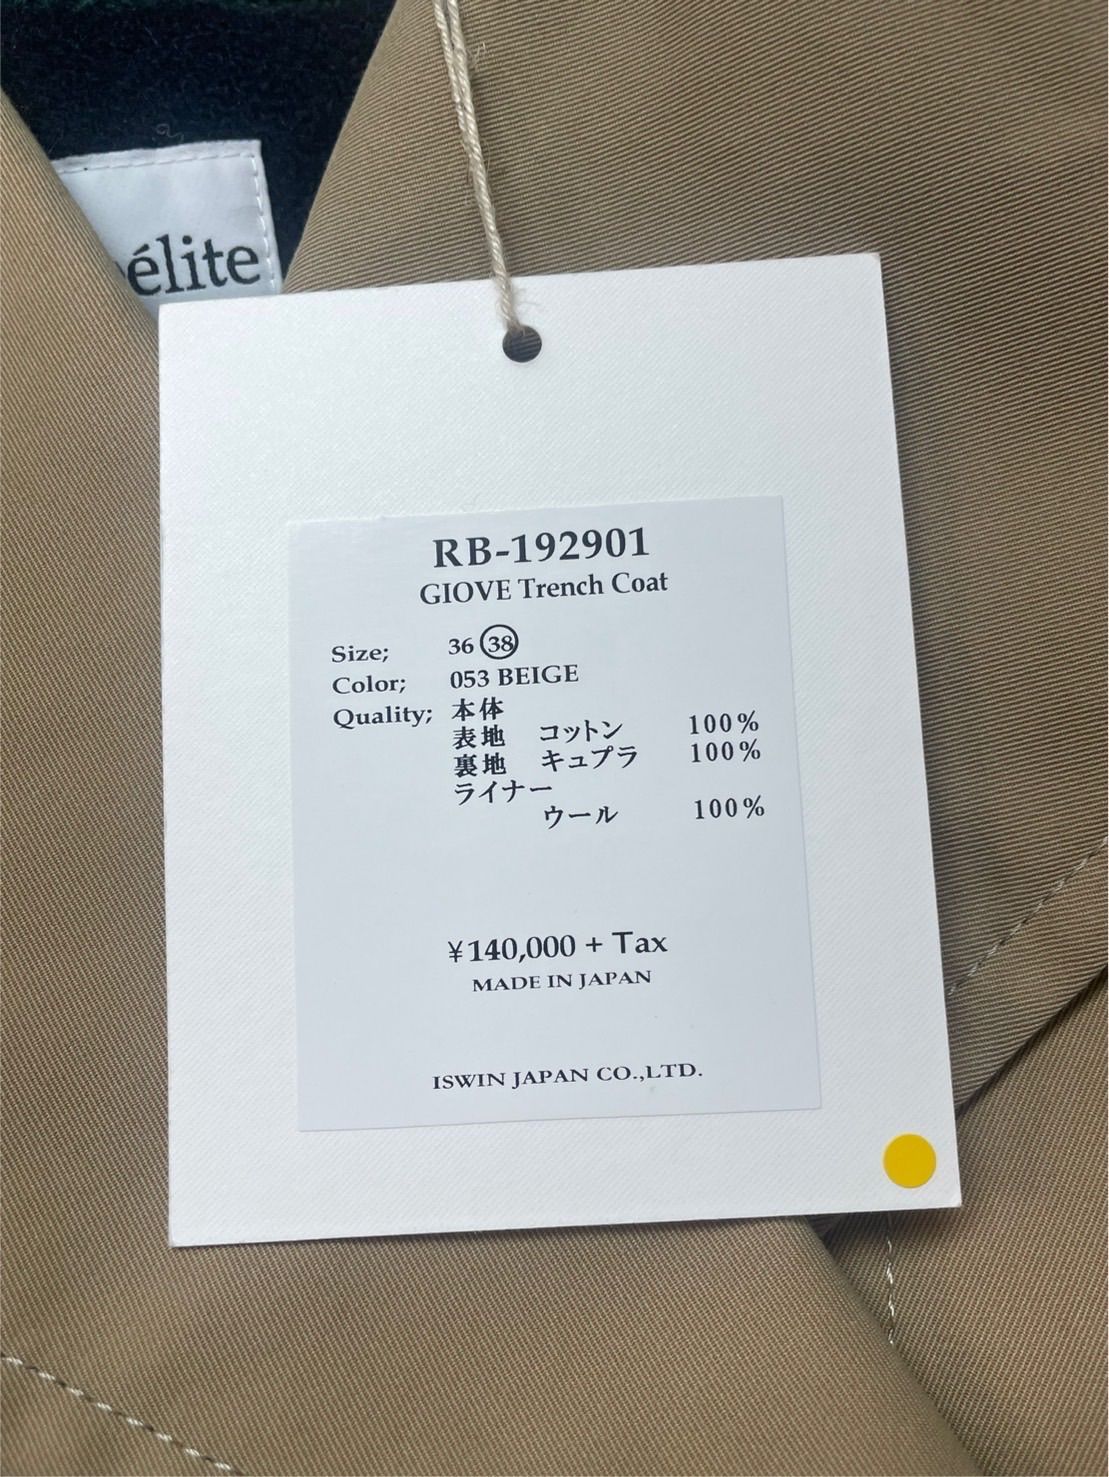 élite
RB-192901
GIOVE Trench Coat
Size; 36 38
Color; 053 BEIGE
Quality; 本体
表地 コットン 100%
裏地 キュプラ 100%
ライナー
ウール 100%
¥140,000 + Tax
MADE IN JAPAN
ISWIN JAPAN CO.,LTD.